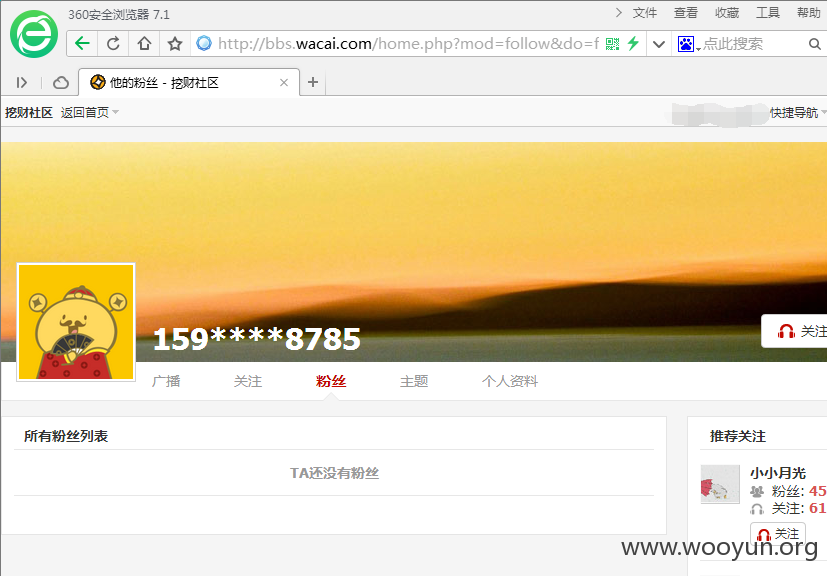 360安全浏览器 7.1
文件 查看 收藏 工具 帮助
http://bbs.wacai.com/home.php?mod=follow&do=f
点此搜索
他的粉丝 - 挖财社区
挖财社区 返回首页
快捷导航
159****8785
关注
广播 关注 粉丝 主题 个人资料
所有粉丝列表
TA还没有粉丝
推荐关注
小小月光
粉丝: 45
关注: 61
关注
www.wooyun.org